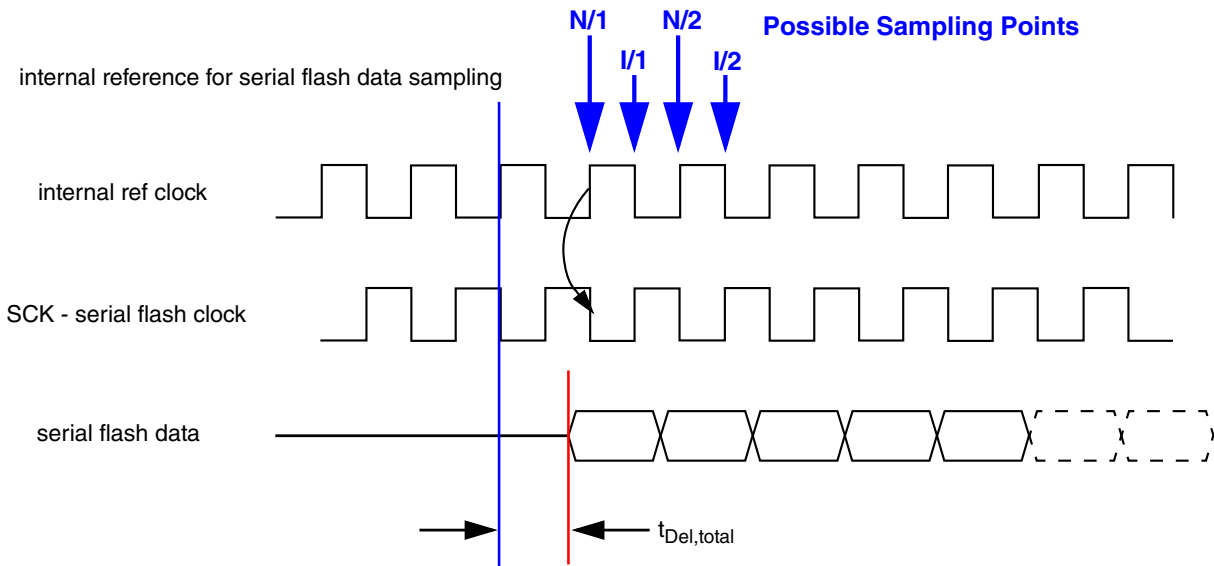 N/1
N/2
Possible Sampling Points
I/1
I/2
internal reference for serial flash data sampling
internal ref clock
SCK - serial flash clock
serial flash data
tDel,total